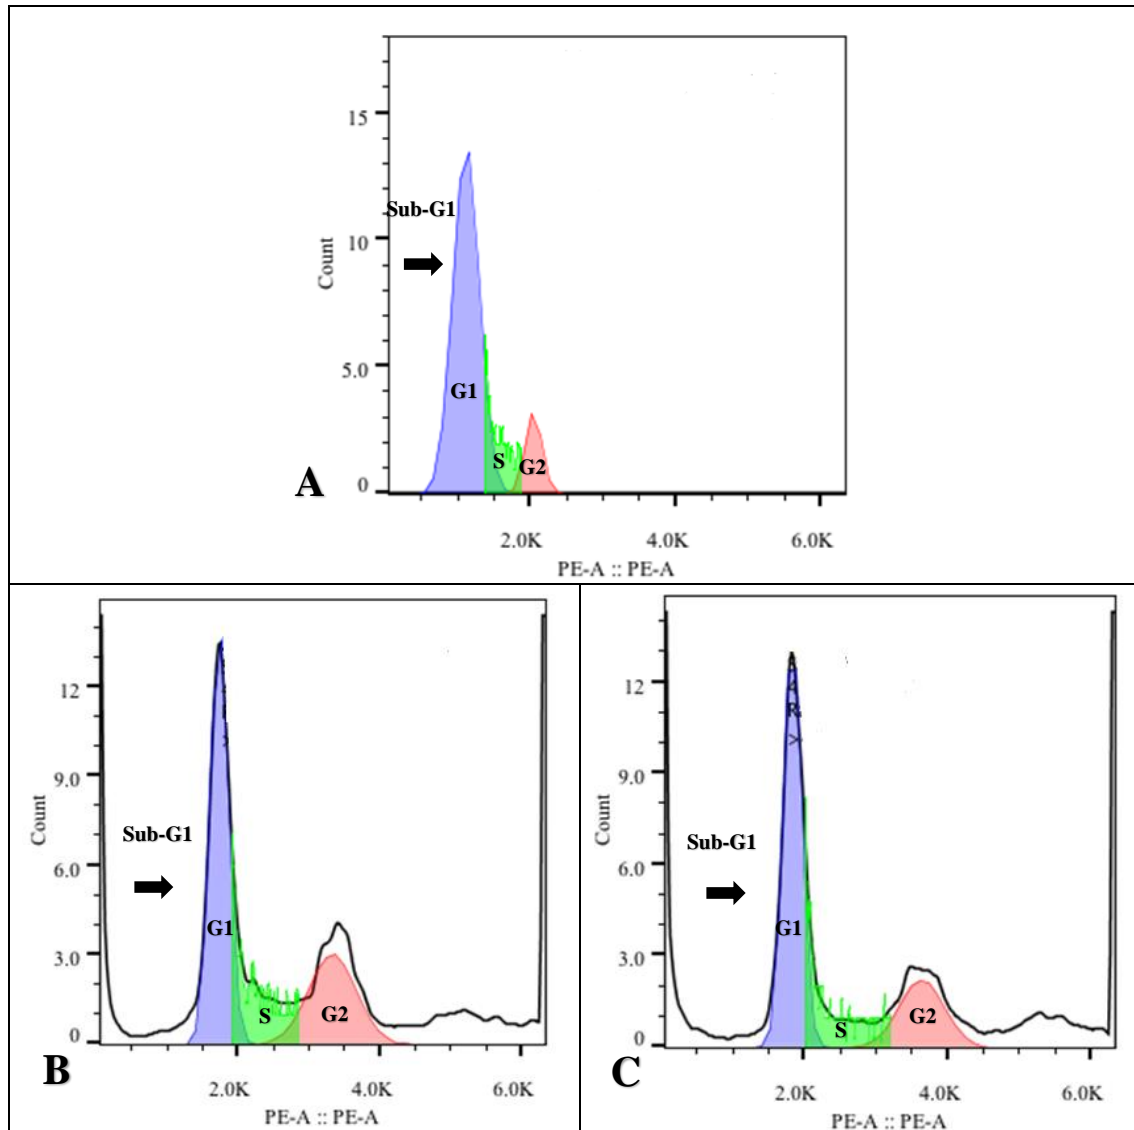 15
Sub-G1
10
Count
5.0
G1
S
G2
A
0
2.0K
4.0K
6.0K
PE-A :: PE-A
12
9.0
Count
Sub-G1
6.0
G1
3.0
S
G2
0
B
2.0K
4.0K
6.0K
PE-A :: PE-A
12
9.0
Count
Sub-G1
6.0
G1
3.0
S
G2
0
C
2.0K
4.0K
6.0K
PE-A :: PE-A